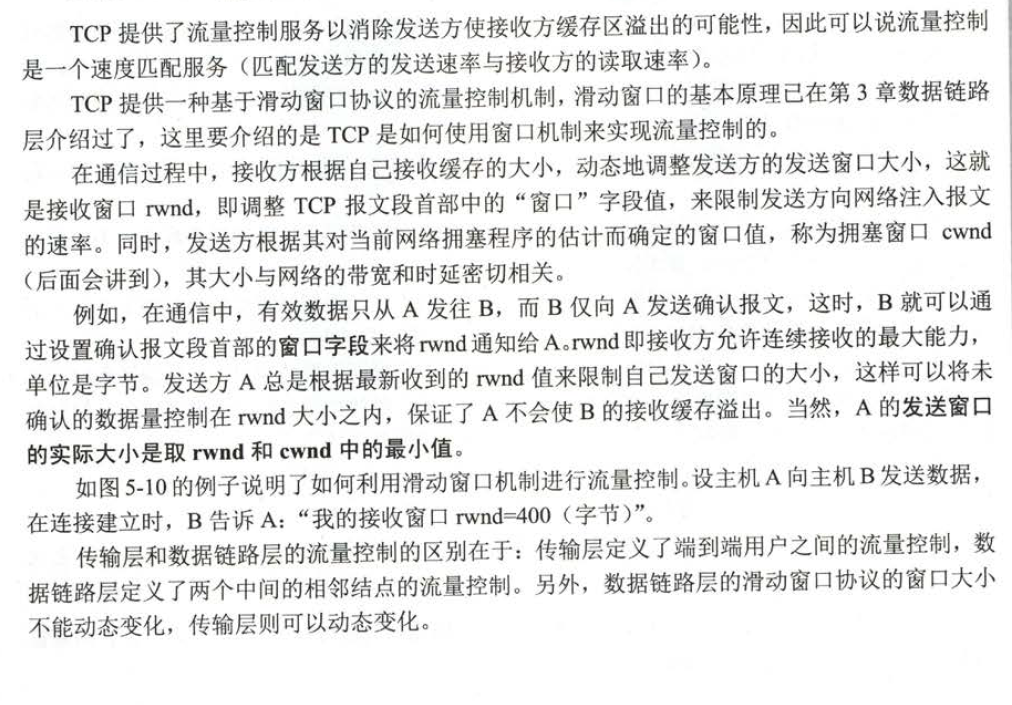 TCP 提供了流量控制服务以消除发送方使接收方缓存区溢出的可能性，因此可以说流量控制
是一个速度匹配服务（匹配发送方的发送速率与接收方的读取速率）。
TCP 提供一种基于滑动窗口协议的流量控制机制，滑动窗口的基本原理已在第 3 章数据链路
层介绍过了，这里要介绍的是 TCP 是如何使用窗口机制来实现流量控制的。
在通信过程中，接收方根据自己接收缓存的大小，动态地调整发送方的发送窗口大小，这就
是接收窗口 rwnd，即调整 TCP 报文段首部中的“窗口”字段值，来限制发送方向网络注入报文
的速率。同时，发送方根据其对当前网络拥塞程序的估计而确定的窗口值，称为拥塞窗口 cwnd
（后面会讲到），其大小与网络的带宽和时延密切相关。
例如，在通信中，有效数据只从 A 发往 B，而 B 仅向 A 发送确认报文，这时，B 就可以通
过设置确认报文段首部的窗口字段来将 rwnd 通知给 A。rwnd 即接收方允许连续接收的最大能力，
单位是字节。发送方 A 总是根据最新收到的 rwnd 值来限制自己发送窗口的大小，这样可以将未
确认的数据量控制在 rwnd 大小之内，保证了 A 不会使 B 的接收缓存溢出。当然，A 的发送窗口
的实际大小是取 rwnd 和 cwnd 中的最小值。
如图 5-10 的例子说明了如何利用滑动窗口机制进行流量控制。设主机 A 向主机 B 发送数据，
在连接建立时，B 告诉 A：“我的接收窗口 rwnd=400（字节）”。
传输层和数据链路层的流量控制的区别在于：传输层定义了端到端用户之间的流量控制，数
据链路层定义了两个中间的相邻结点的流量控制。另外，数据链路层的滑动窗口协议的窗口大小
不能动态变化，传输层则可以动态变化。